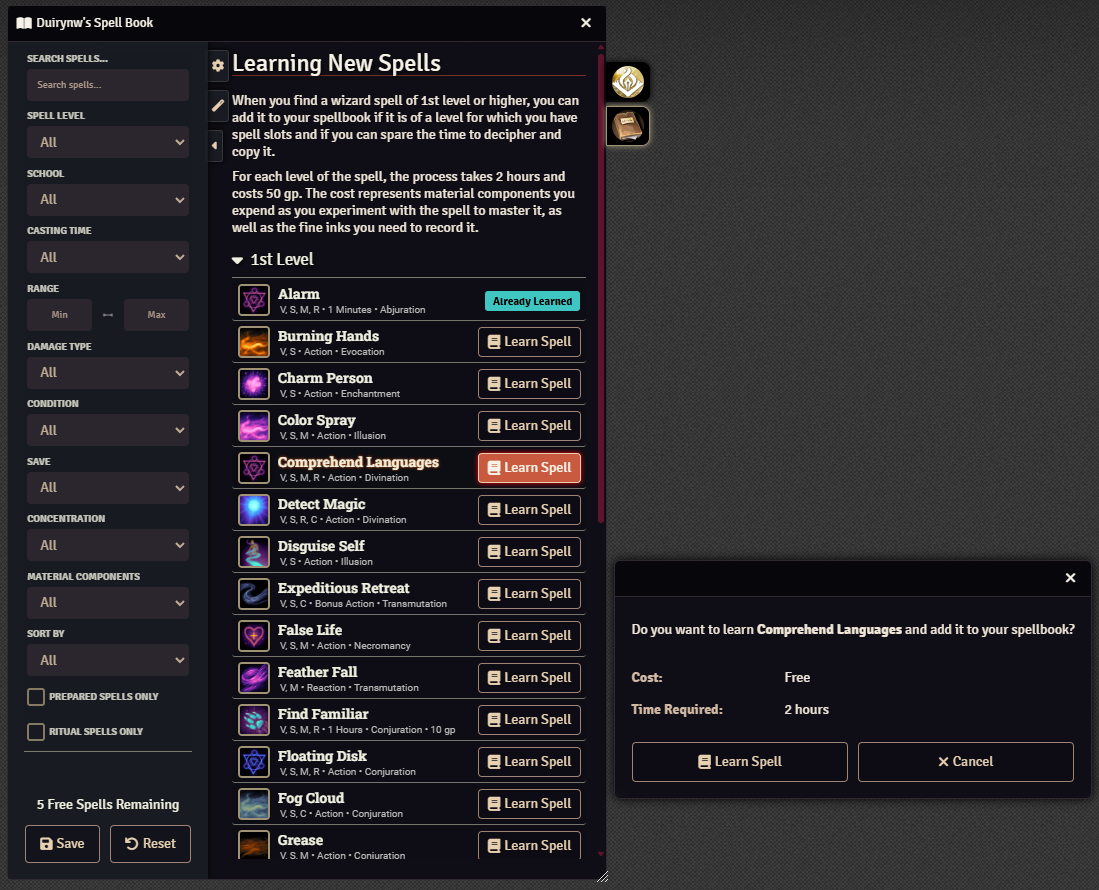 Duirynw's Spell Book
SEARCH SPELLS...
Search spells...
SPELL LEVEL
All
SCHOOL
All
CASTING TIME
All
RANGE
Min
Max
DAMAGE TYPE
All
CONDITION
All
SAVE
All
CONCENTRATION
All
MATERIAL COMPONENTS
All
SORT BY
All
PREPARED SPELLS ONLY
RITUAL SPELLS ONLY
5 Free Spells Remaining
Save
Reset
Learning New Spells
When you find a wizard spell of 1st level or higher, you can
add it to your spellbook if it is of a level for which you have
spell slots and if you can spare the time to decipher and
copy it.
For each level of the spell, the process takes 2 hours and
costs 50 gp. The cost represents material components you
expend as you experiment with the spell to master it, as
well as the fine inks you need to record it.
1st Level
Alarm
V, S, M, R • 1 Minutes • Abjuration
Already Learned
Burning Hands
V, S • Action • Evocation
Learn Spell
Charm Person
V, S • Action • Enchantment
Learn Spell
Color Spray
V, S, M • Action • Illusion
Learn Spell
Comprehend Languages
V, S, M, R • Action • Divination
Learn Spell
Detect Magic
V, S, R, C • Action • Divination
Learn Spell
Disguise Self
V, S • Action • Illusion
Learn Spell
Expeditious Retreat
V, S, C • Bonus Action • Transmutation
Learn Spell
False Life
V, S, M • Action • Necromancy
Learn Spell
Feather Fall
V, M • Reaction • Transmutation
Learn Spell
Find Familiar
V, S, M, R • 1 Hours • Conjuration • 10 gp
Learn Spell
Floating Disk
V, S, M, R • Action • Conjuration
Learn Spell
Fog Cloud
V, S, C • Action • Conjuration
Learn Spell
Grease
V, S, M • Action • Conjuration
Learn Spell
Do you want to learn Comprehend Languages and add it to your spellbook?
Cost: Free
Time Required: 2 hours
Learn Spell
Cancel